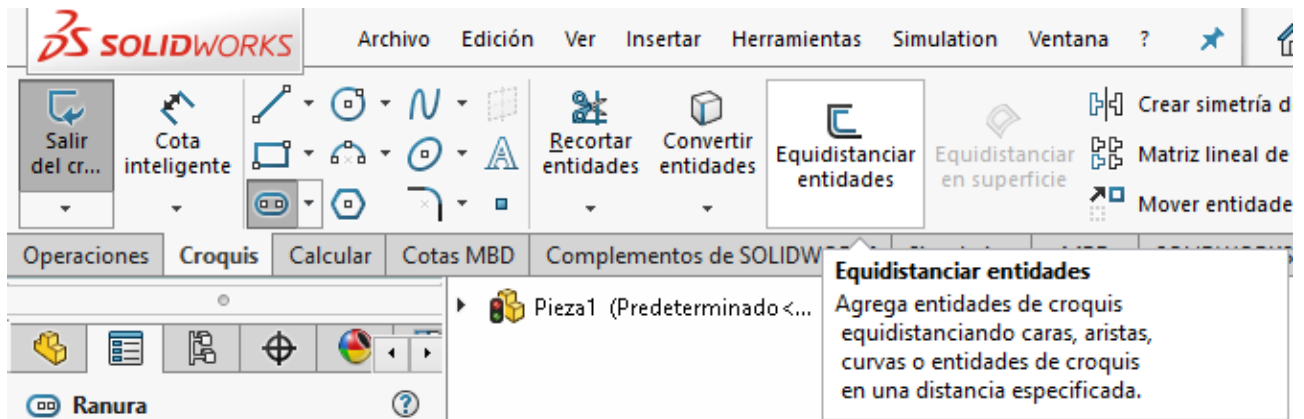 SOLIDWORKS Archivo Edición Ver Insertar Herramientas Simulation Ventana ?
Salir
del cr...
Cota
inteligente
Recortar
entidades
Convertir
entidades
Equidistanciar
entidades
Equidistanciar
en superficie
Crear simetría d
Matriz lineal de
Mover entidade
Operaciones Croquis Calcular Cotas MBD Complementos de SOLIDW
Equidistanciar entidades
Agrega entidades de croquis
equidistanciando caras, aristas,
curvas o entidades de croquis
en una distancia especificada.
Pieza1 (Predeterminado<...
Ranura